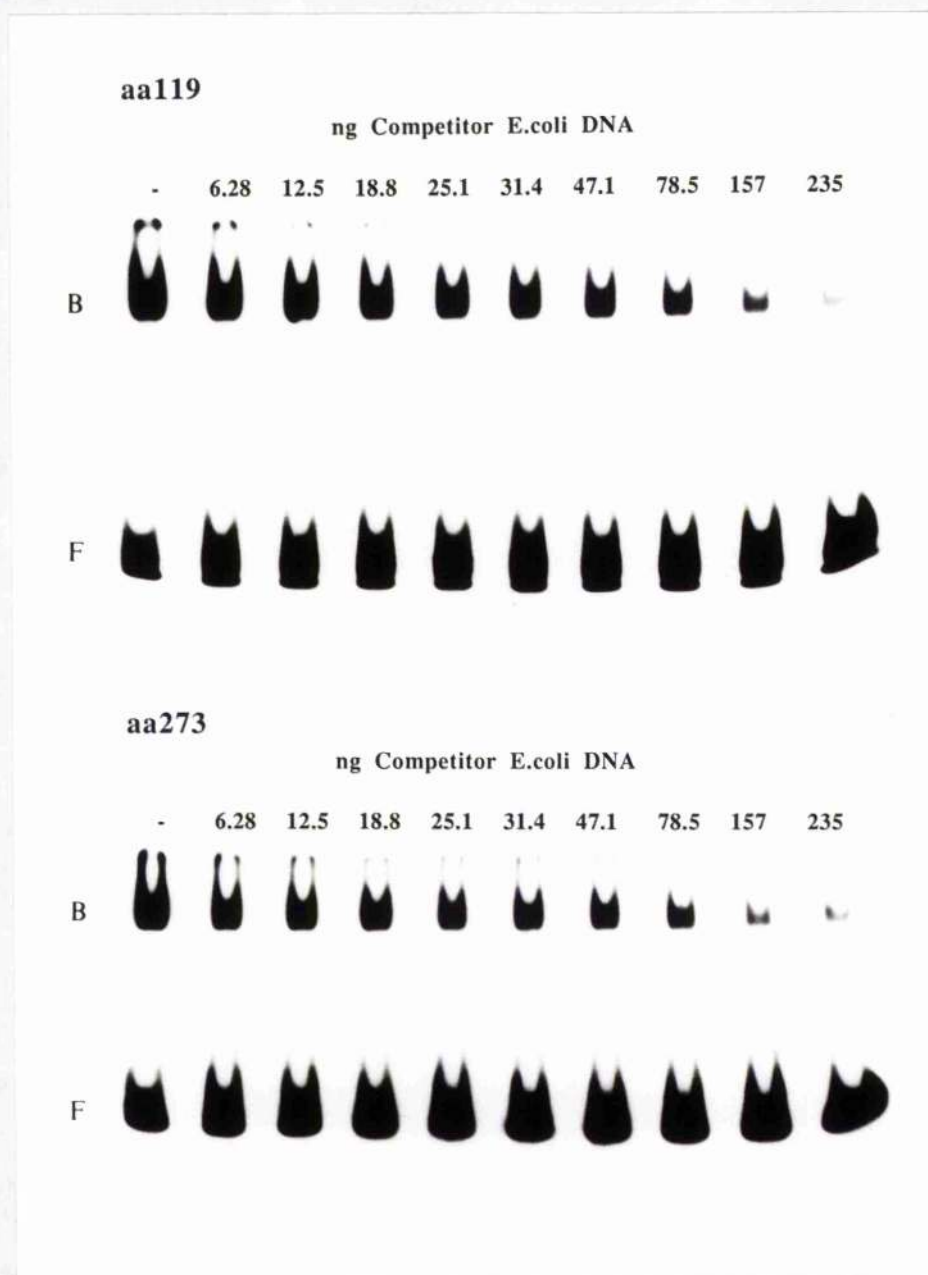 aa119
ng Competitor E.coli DNA
- 6.28 12.5 18.8 25.1 31.4 47.1 78.5 157 235
B
F
aa273
ng Competitor E.coli DNA
- 6.28 12.5 18.8 25.1 31.4 47.1 78.5 157 235
B
F